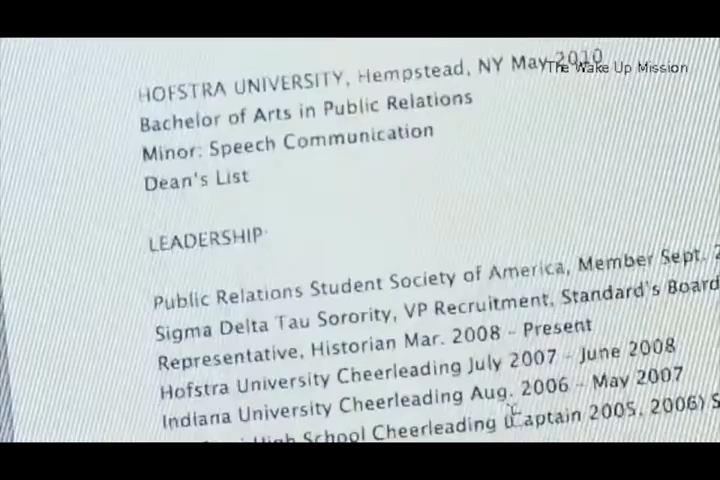 HOFSTRA UNIVERSITY, Hempstead, NY May 2010
The Wake Up Mission
Bachelor of Arts in Public Relations
Minor: Speech Communication
Dean's List
LEADERSHIP:
Public Relations Student Society of America, Member Sept.
Sigma Delta Tau Sorority, VP Recruitment, Standard's Board
Representative, Historian Mar. 2008 - Present
Hofstra University Cheerleading July 2007 - June 2008
Indiana University Cheerleading Aug. 2006 - May 2007
High School Cheerleading (Captain 2005, 2006) S